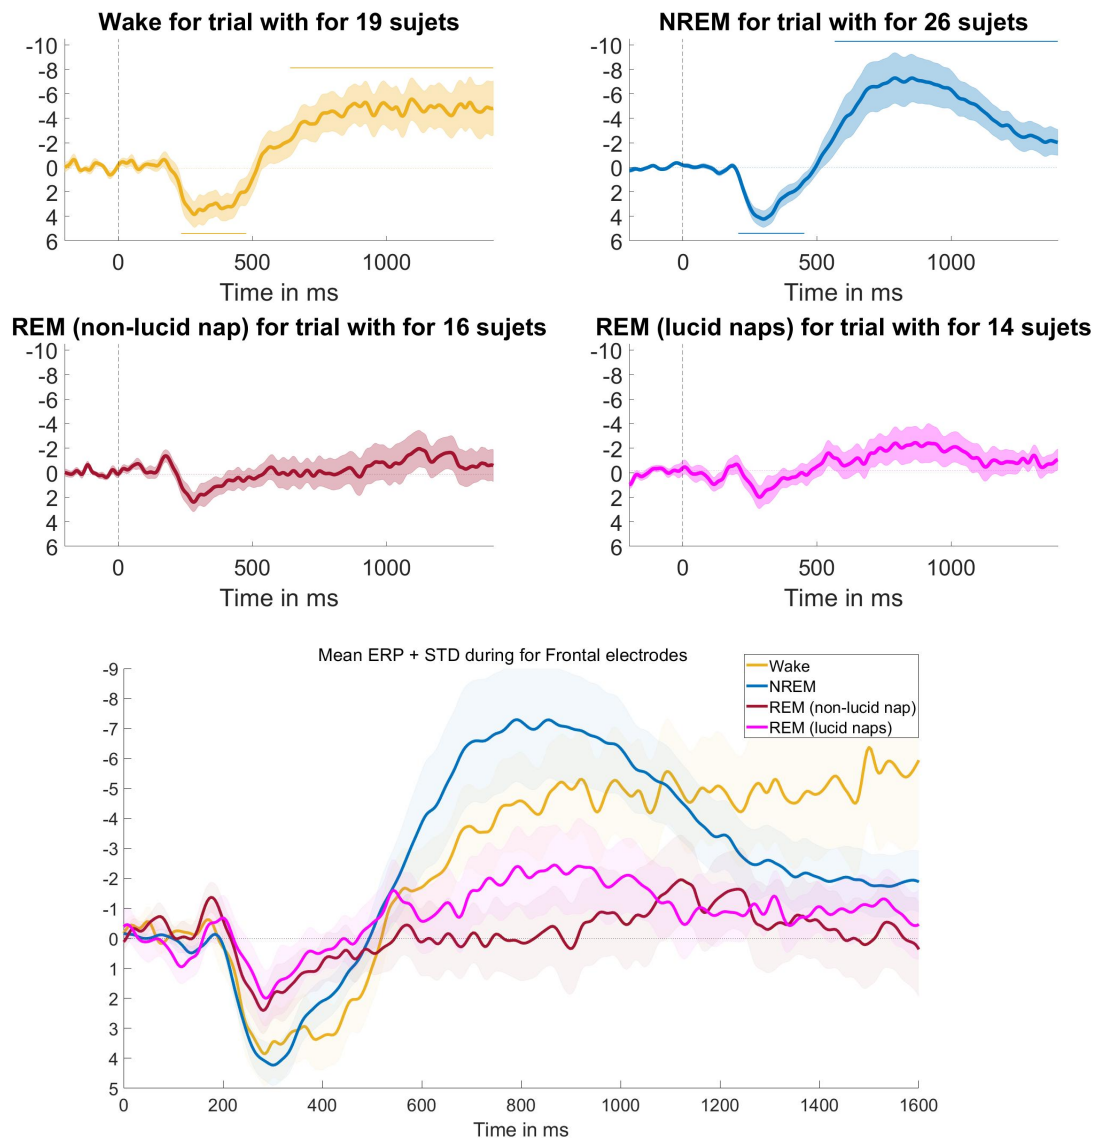 Wake for trial with for 19 sujets
-10
-8
-6
-4
-2
0
2
4
6
0 500 1000
Time in ms
NREM for trial with for 26 sujets
-10
-8
-6
-4
-2
0
2
4
6
0 500 1000
Time in ms
REM (non-lucid nap) for trial with for 16 sujets
-10
-8
-6
-4
-2
0
2
4
6
0 500 1000
Time in ms
REM (lucid naps) for trial with for 14 sujets
-10
-8
-6
-4
-2
0
2
4
6
0 500 1000
Time in ms
Mean ERP + STD during for Frontal electrodes
Wake
NREM
REM (non-lucid nap)
REM (lucid naps)
-9
-8
-7
-6
-5
-4
-3
-2
-1
0
1
2
3
4
5
0 200 400 600 800 1000 1200 1400 1600
Time in ms